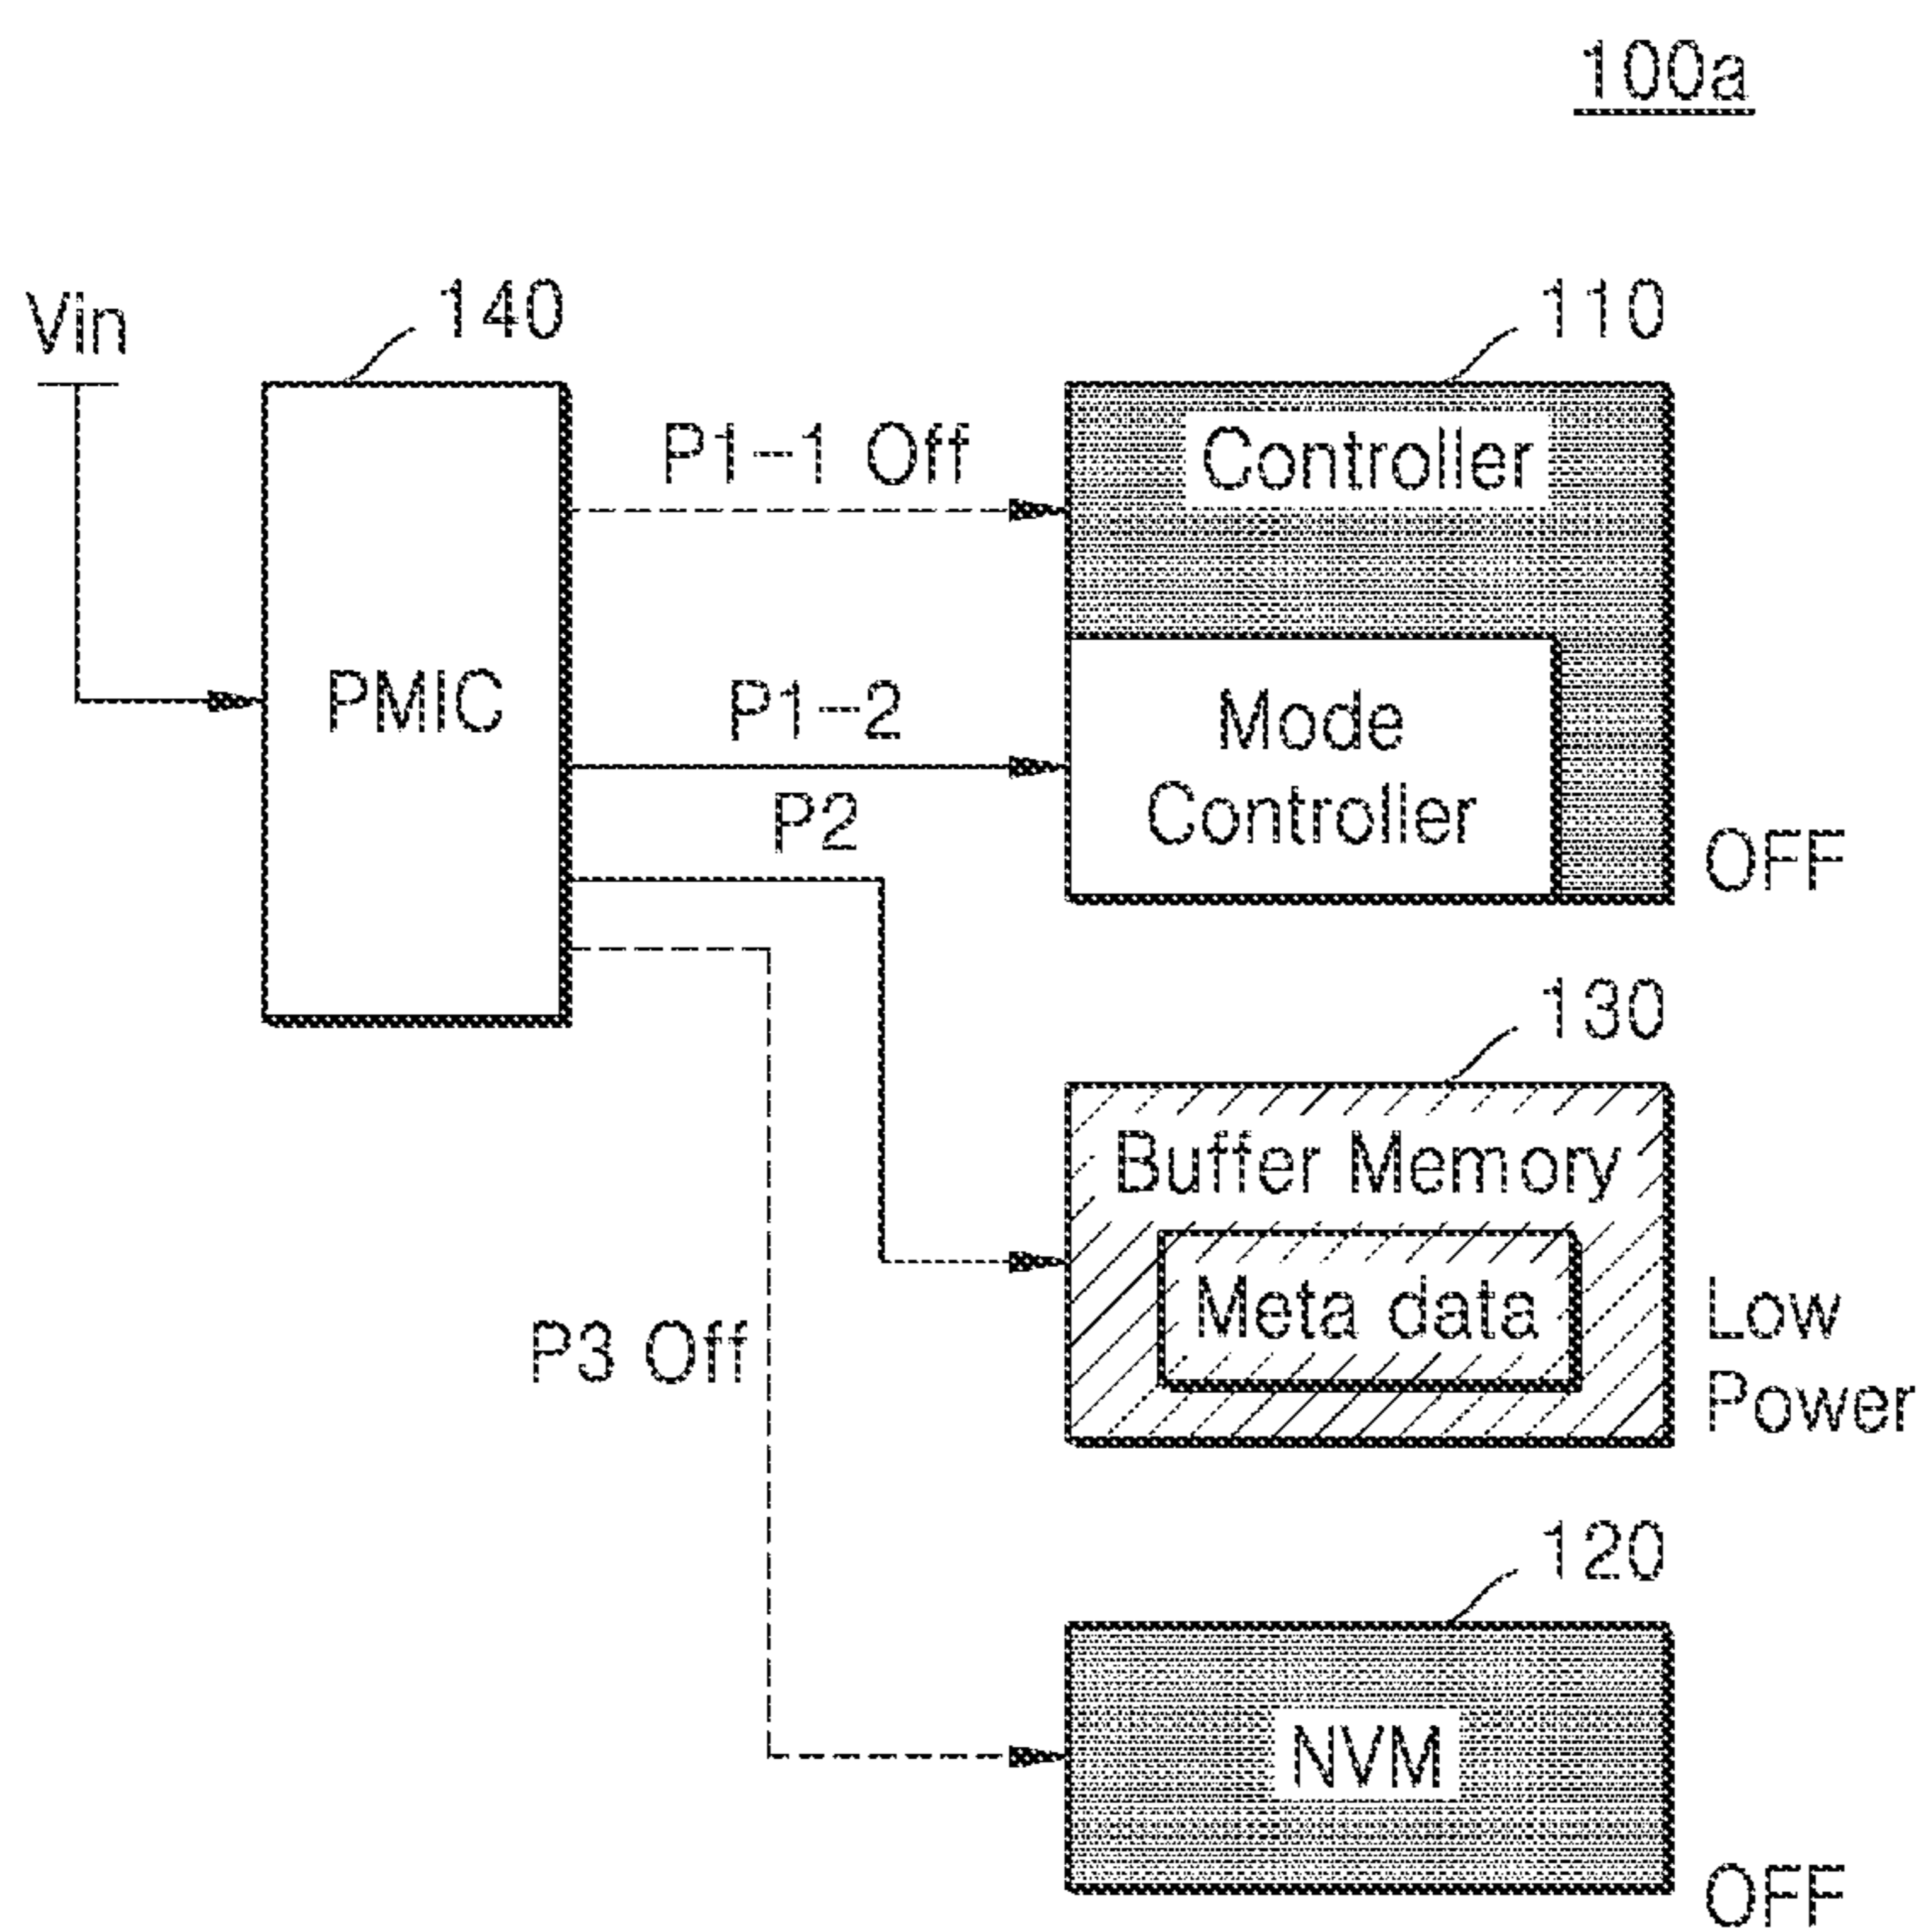 100a
Vin
140
110
P1-1 Off
Controller
PMIC
P1-2
Mode
Controller
P2
OFF
130
Buffer Memory
Meta data
Low
Power
P3 Off
120
NVM
OFF